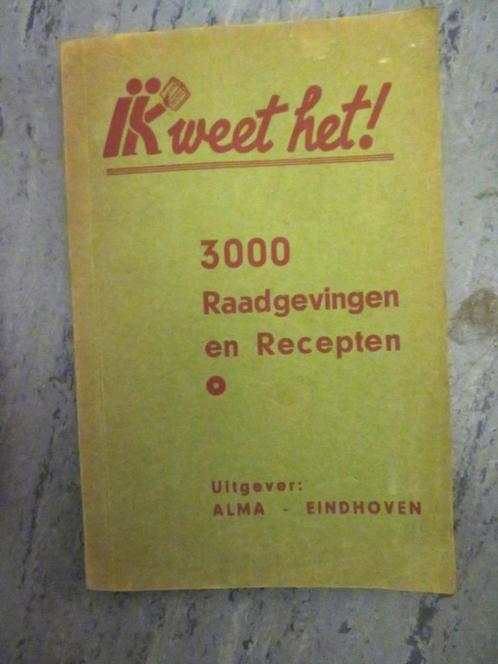 Ik weet het!
3000
Raadgevingen
en Recepten
Uitgever:
ALMA - EINDHOVEN